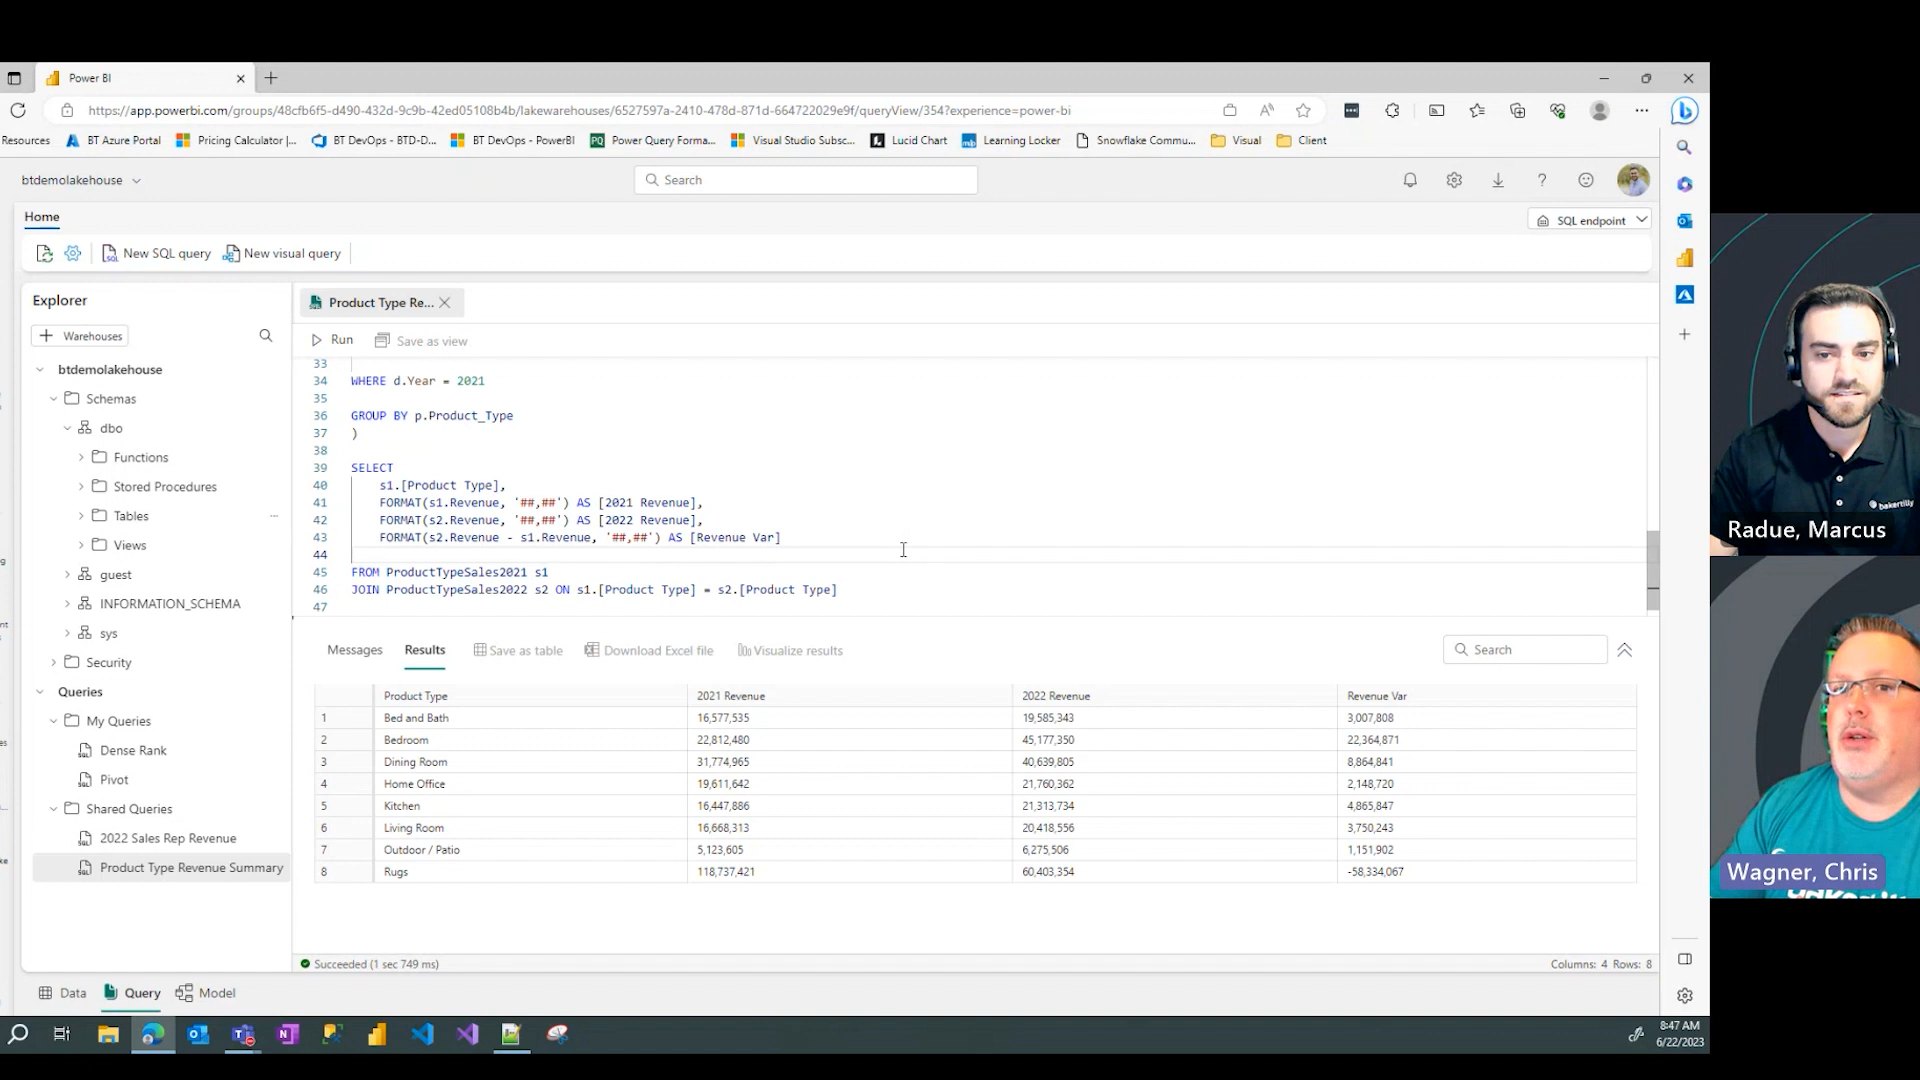 Power BI
https://app.powerbi.com/groups/48cfb6f5-d490-432d-9c9b-42ed05108b4b/lakewarehouses/6527597a-2410-478d-871d-664722029e9f/queryView/354?experience=power-bi
Resources BT Azure Portal Pricing Calculator |... BT DevOps - BTD-D... BT DevOps - PowerBI Power Query Forma... Visual Studio Subsc... Lucid Chart Learning Locker Snowflake Commu... Visual Client
btdemolakehouse
Search
Home
SQL endpoint
New SQL query New visual query
Explorer
Warehouses
btdemolakehouse
Schemas
dbo
Functions
Stored Procedures
Tables
Views
guest
INFORMATION_SCHEMA
sys
Security
Queries
My Queries
Dense Rank
Pivot
Shared Queries
2022 Sales Rep Revenue
Product Type Revenue Summary
Product Type Re...
Run Save as view
33
34 WHERE d.Year = 2021
35
36 GROUP BY p.Product_Type
37 )
38
39 SELECT
40 s1.[Product Type],
41 FORMAT(s1.Revenue, '##,##') AS [2021 Revenue],
42 FORMAT(s2.Revenue, '##,##') AS [2022 Revenue],
43 FORMAT(s2.Revenue - s1.Revenue, '##,##') AS [Revenue Var]
44
45 FROM ProductTypeSales2021 s1
46 JOIN ProductTypeSales2022 s2 ON s1.[Product Type] = s2.[Product Type]
47
Messages Results Save as table Download Excel file Visualize results Search
Product Type 2021 Revenue 2022 Revenue Revenue Var
1 Bed and Bath 16,577,535 19,585,343 3,007,808
2 Bedroom 22,812,480 45,177,350 22,364,871
3 Dining Room 31,774,965 40,639,805 8,864,841
4 Home Office 19,611,642 21,760,362 2,148,720
5 Kitchen 16,447,886 21,313,734 4,865,847
6 Living Room 16,668,313 20,418,556 3,750,243
7 Outdoor / Patio 5,123,605 6,275,506 1,151,902
8 Rugs 118,737,421 60,403,354 -58,334,067
Succeeded (1 sec 749 ms)
Columns: 4 Rows: 8
Data Query Model
8:47 AM
6/22/2023
bakertilly
Radue, Marcus
Wagner, Chris